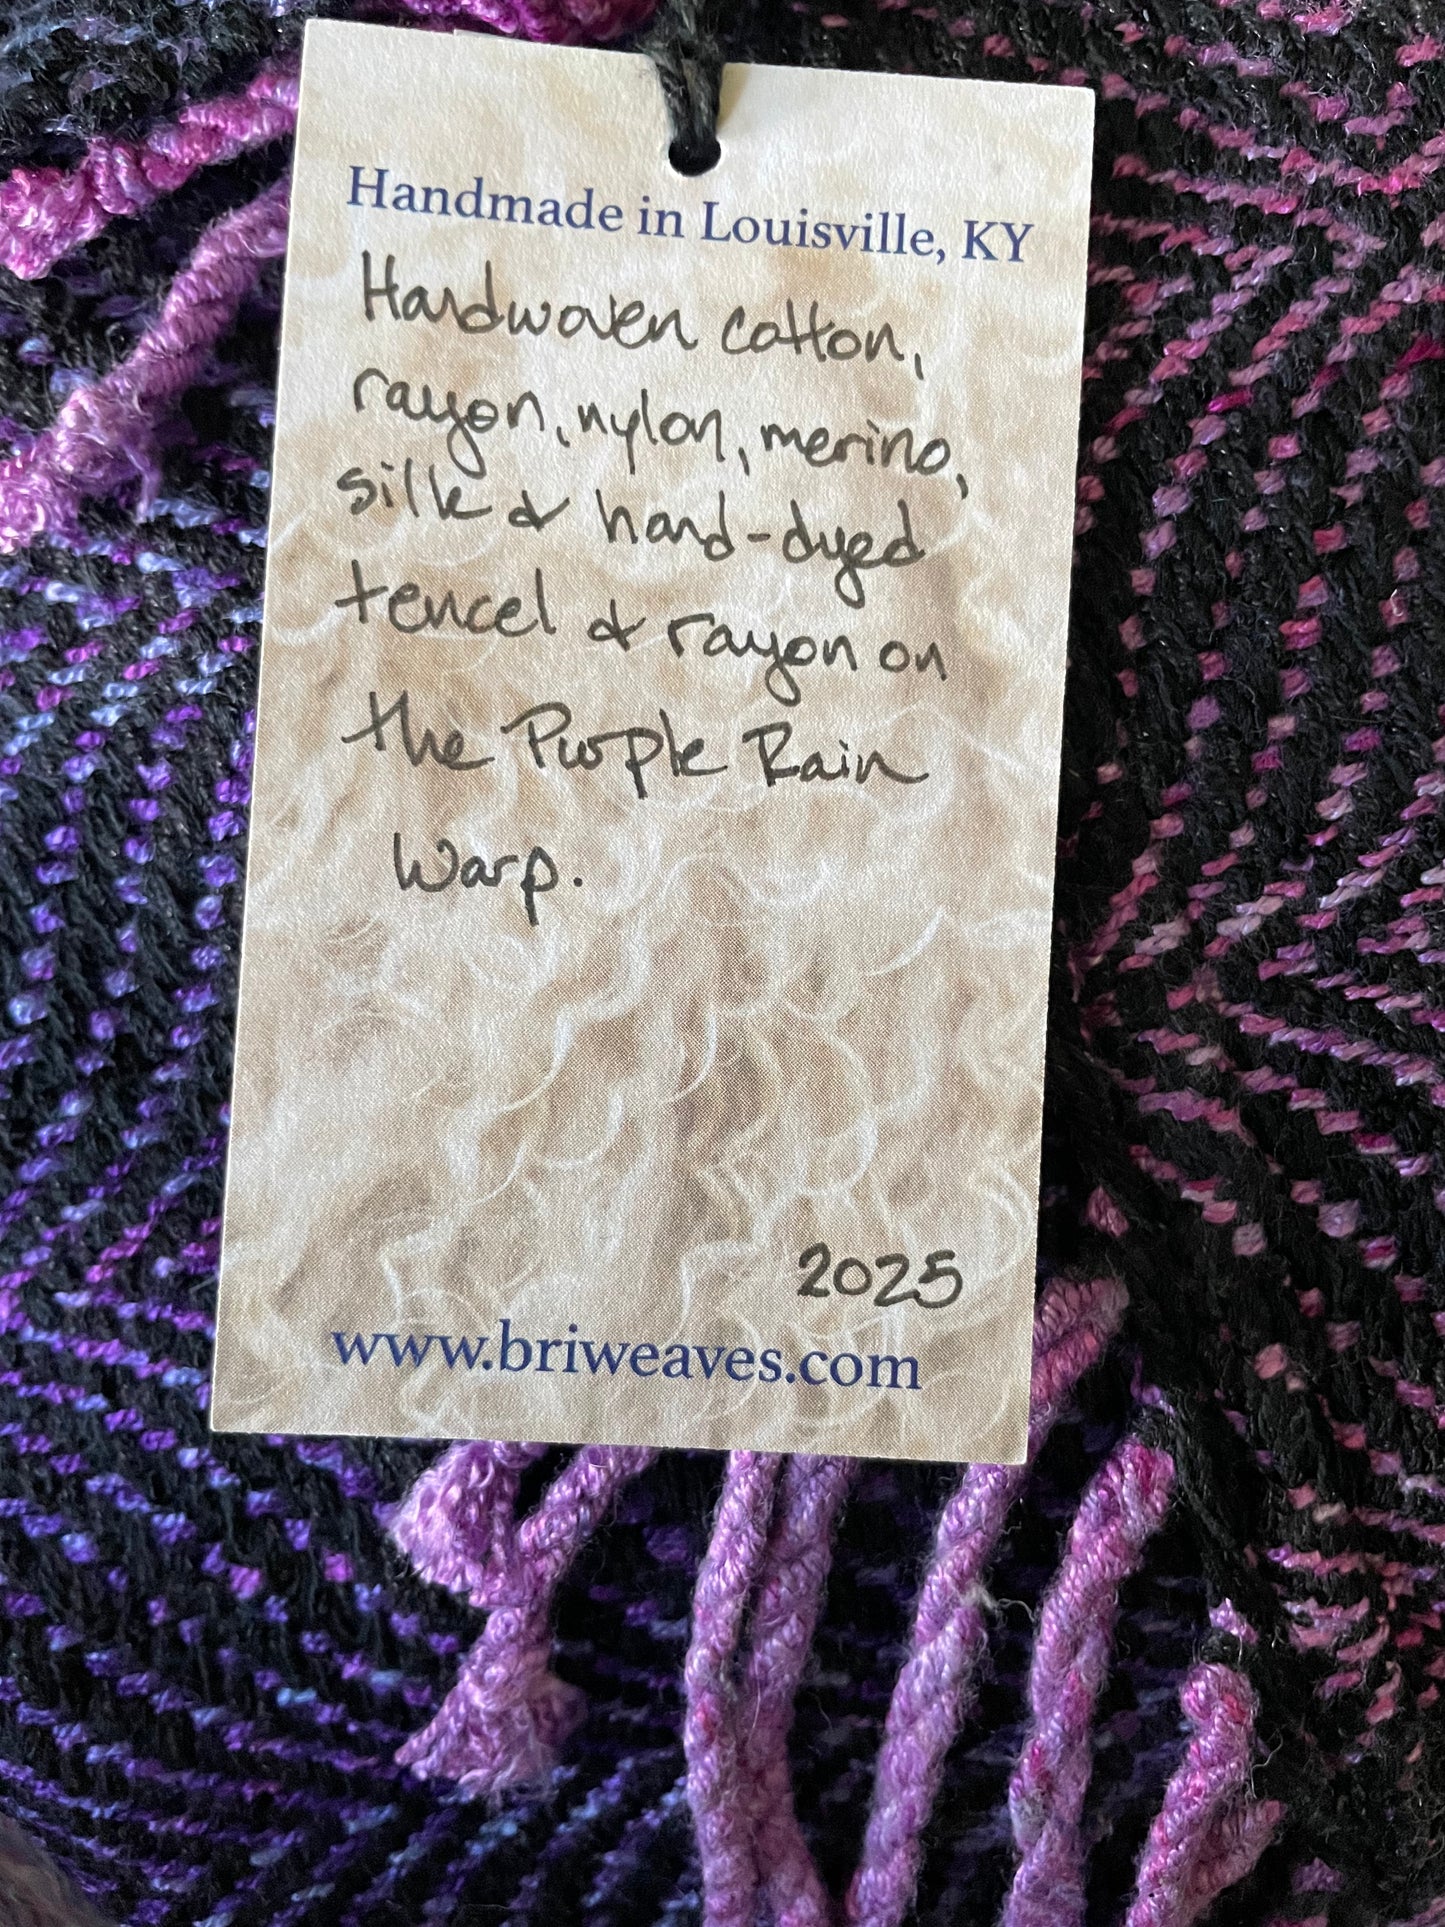 Handmade in Louisville, KY
Handwoven cotton,
rayon, nylon, merino,
silk & hand-dyed
tencel & rayon on
the Purple Rain
Warp.
2025
www.briweaves.com